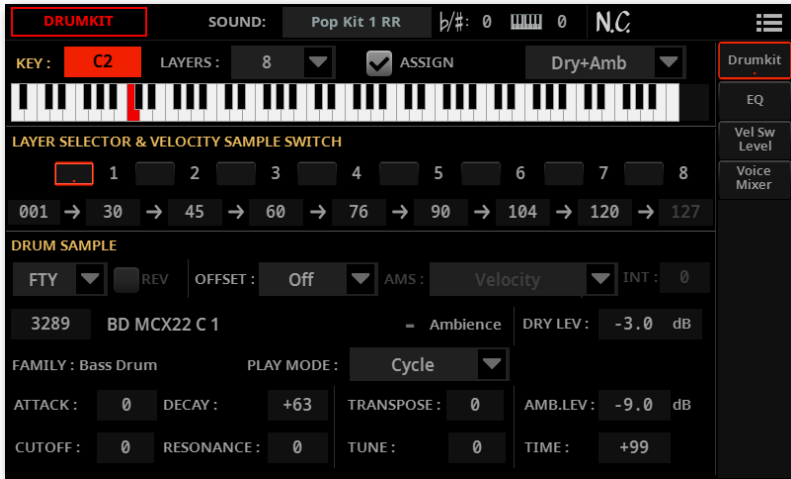 DRUMKIT SOUND: Pop Kit 1 RR b/#: 0 0 N.C.
KEY : C2 LAYERS : 8 ASSIGN Dry+Amb
Drumkit
EQ
Vel Sw
Level
Voice
Mixer
LAYER SELECTOR & VELOCITY SAMPLE SWITCH
1 2 3 4 5 6 7 8
001 → 30 → 45 → 60 → 76 → 90 → 104 → 120 → 127
DRUM SAMPLE
FTY REV OFFSET : Off AMS : Velocity INT : 0
3289 BD MCX22 C 1 - Ambience DRY LEV : -3.0 dB
FAMILY : Bass Drum PLAY MODE : Cycle
ATTACK : 0 DECAY : +63 TRANSPOSE : 0 AMB.LEV : -9.0 dB
CUTOFF : 0 RESONANCE : 0 TUNE : 0 TIME : +99